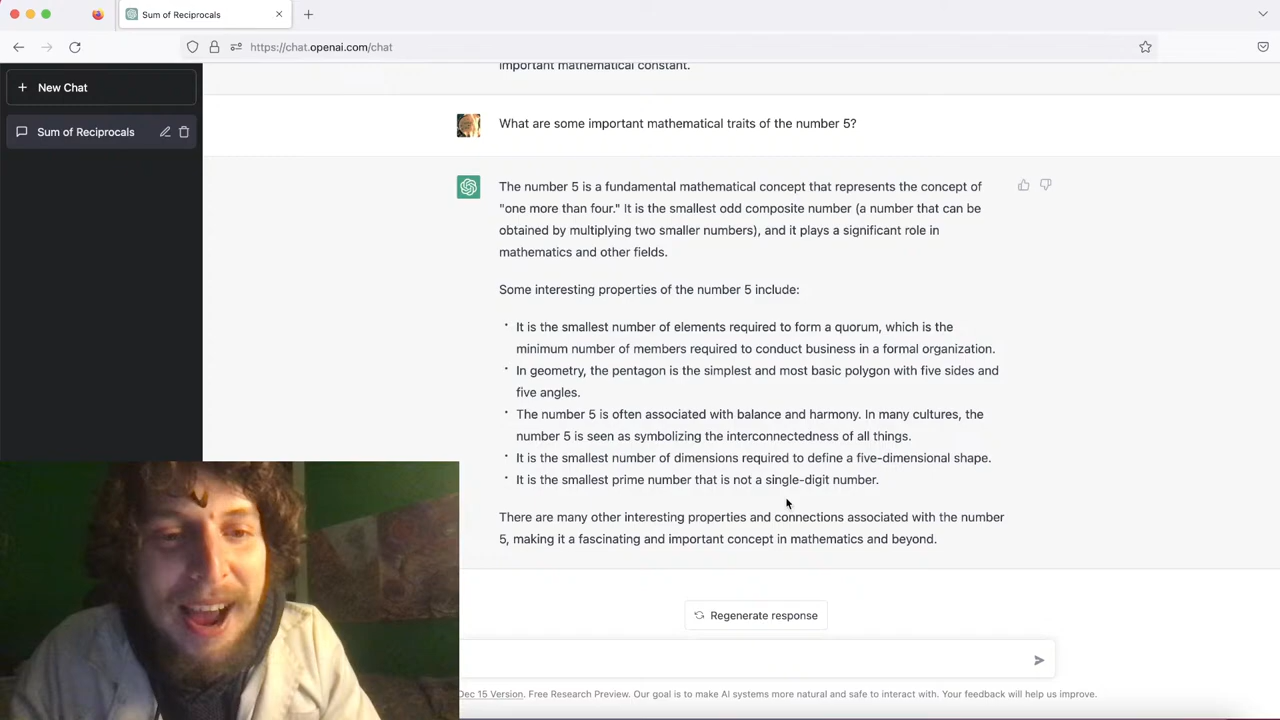 Sum of Reciprocals
https://chat.openai.com/chat
New Chat
Sum of Reciprocals
important mathematical constant.
What are some important mathematical traits of the number 5?
The number 5 is a fundamental mathematical concept that represents the concept of
"one more than four." It is the smallest odd composite number (a number that can be
obtained by multiplying two smaller numbers), and it plays a significant role in
mathematics and other fields.
Some interesting properties of the number 5 include:
• It is the smallest number of elements required to form a quorum, which is the
minimum number of members required to conduct business in a formal organization.
• In geometry, the pentagon is the simplest and most basic polygon with five sides and
five angles.
• The number 5 is often associated with balance and harmony. In many cultures, the
number 5 is seen as symbolizing the interconnectedness of all things.
• It is the smallest number of dimensions required to define a five-dimensional shape.
• It is the smallest prime number that is not a single-digit number.
There are many other interesting properties and connections associated with the number
5, making it a fascinating and important concept in mathematics and beyond.
Regenerate response
Dec 15 Version. Free Research Preview. Our goal is to make AI systems more natural and safe to interact with. Your feedback will help us improve.